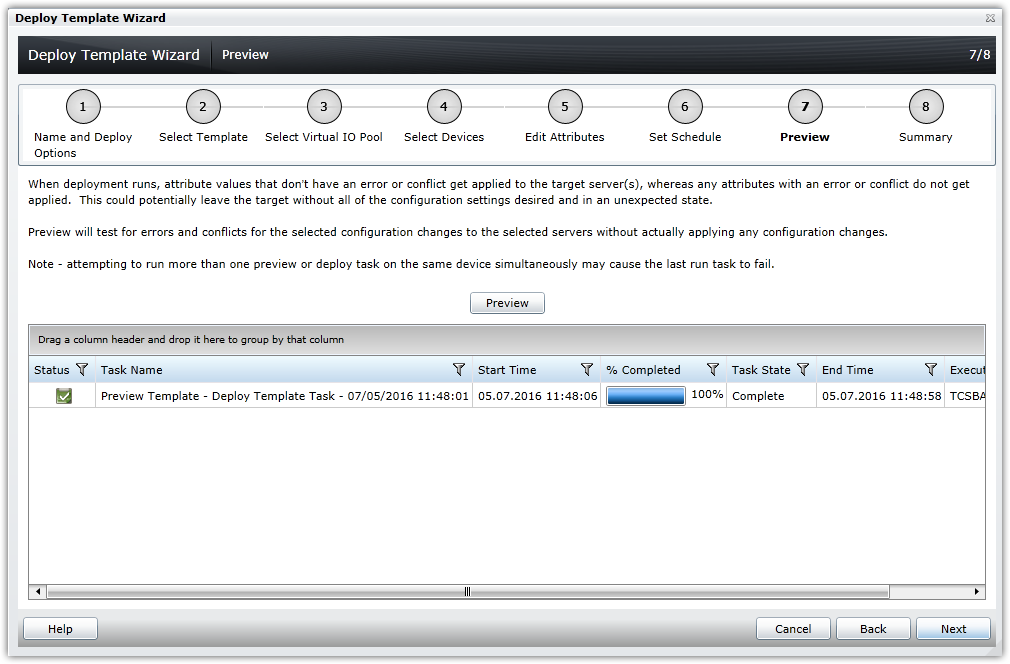 Deploy Template Wizard
Deploy Template Wizard Preview 7/8
1 2 3 4 5 6 7 8
Name and Deploy Options
Select Template
Select Virtual IO Pool
Select Devices
Edit Attributes
Set Schedule
Preview
Summary
When deployment runs, attribute values that don't have an error or conflict get applied to the target server(s), whereas any attributes with an error or conflict do not get
applied. This could potentially leave the target without all of the configuration settings desired and in an unexpected state.
Preview will test for errors and conflicts for the selected configuration changes to the selected servers without actually applying any configuration changes.
Note - attempting to run more than one preview or deploy task on the same device simultaneously may cause the last run task to fail.
Preview
Drag a column header and drop it here to group by that column
Status Task Name Start Time % Completed Task State End Time Execut
Preview Template - Deploy Template Task - 07/05/2016 11:48:01 05.07.2016 11:48:06 100% Complete 05.07.2016 11:48:58 TCSBA
Help Cancel Back Next